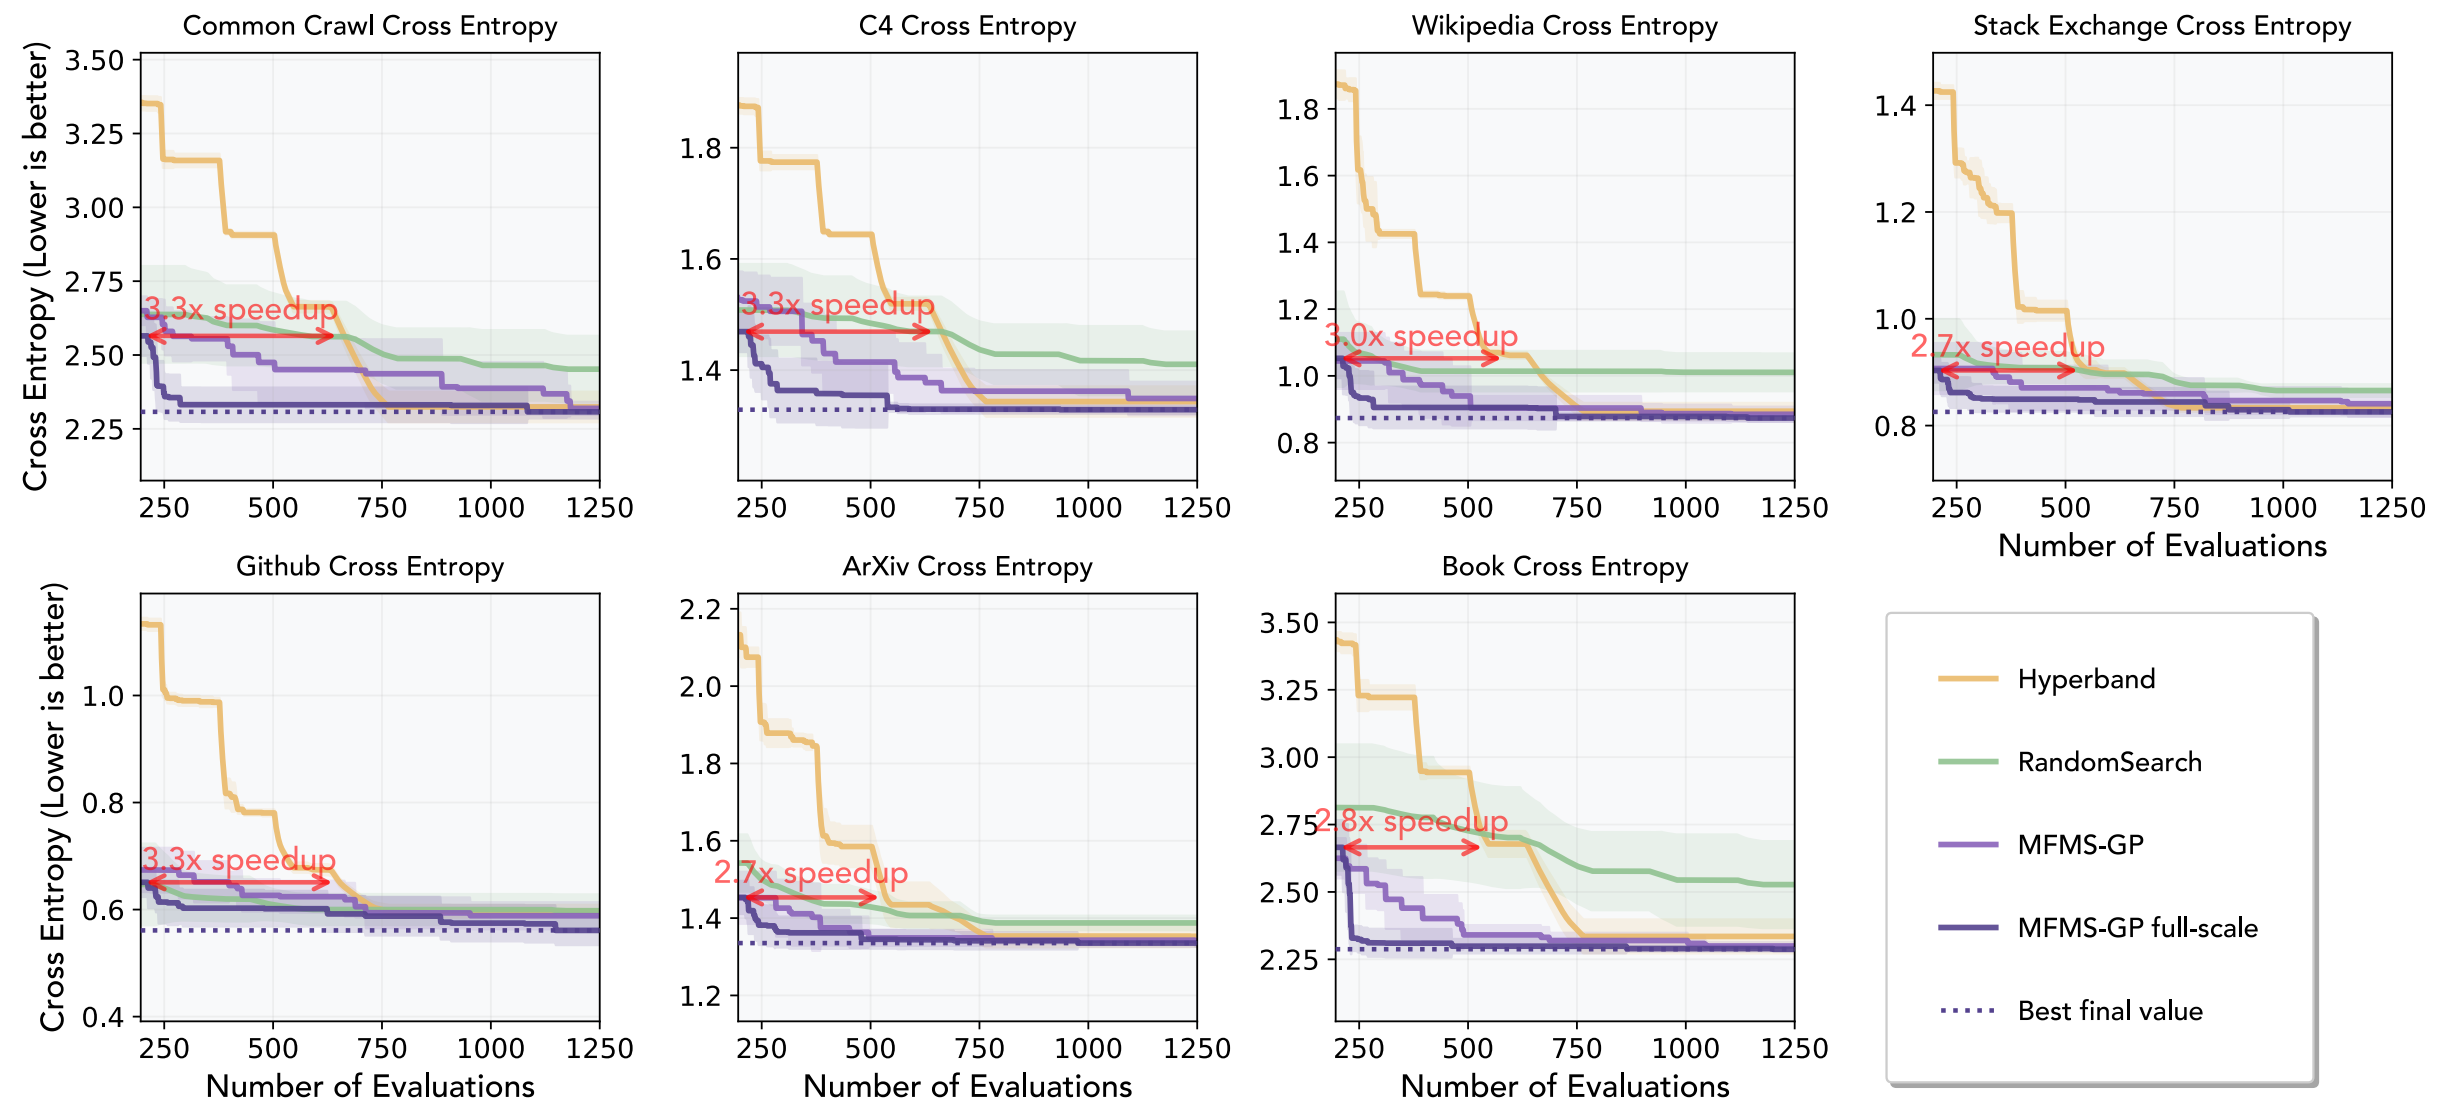 Common Crawl Cross Entropy
C4 Cross Entropy
Wikipedia Cross Entropy
Stack Exchange Cross Entropy
Cross Entropy (Lower is better)
3.50
3.25
3.00
2.75
2.50
2.25
3.3x speedup
250 500 750 1000 1250
1.8
1.6
1.4
3.3x speedup
250 500 750 1000 1250
1.8
1.6
1.4
1.2
1.0
0.8
3.0x speedup
250 500 750 1000 1250
1.4
1.2
1.0
0.8
2.7x speedup
250 500 750 1000 1250
Number of Evaluations
Github Cross Entropy
ArXiv Cross Entropy
Book Cross Entropy
Cross Entropy (Lower is better)
1.0
0.8
0.6
0.4
3.3x speedup
250 500 750 1000 1250
Number of Evaluations
2.2
2.0
1.8
1.6
1.4
1.2
2.7x speedup
250 500 750 1000 1250
Number of Evaluations
3.50
3.25
3.00
2.75
2.50
2.25
2.8x speedup
250 500 750 1000 1250
Number of Evaluations
Hyperband
RandomSearch
MFMS-GP
MFMS-GP full-scale
Best final value